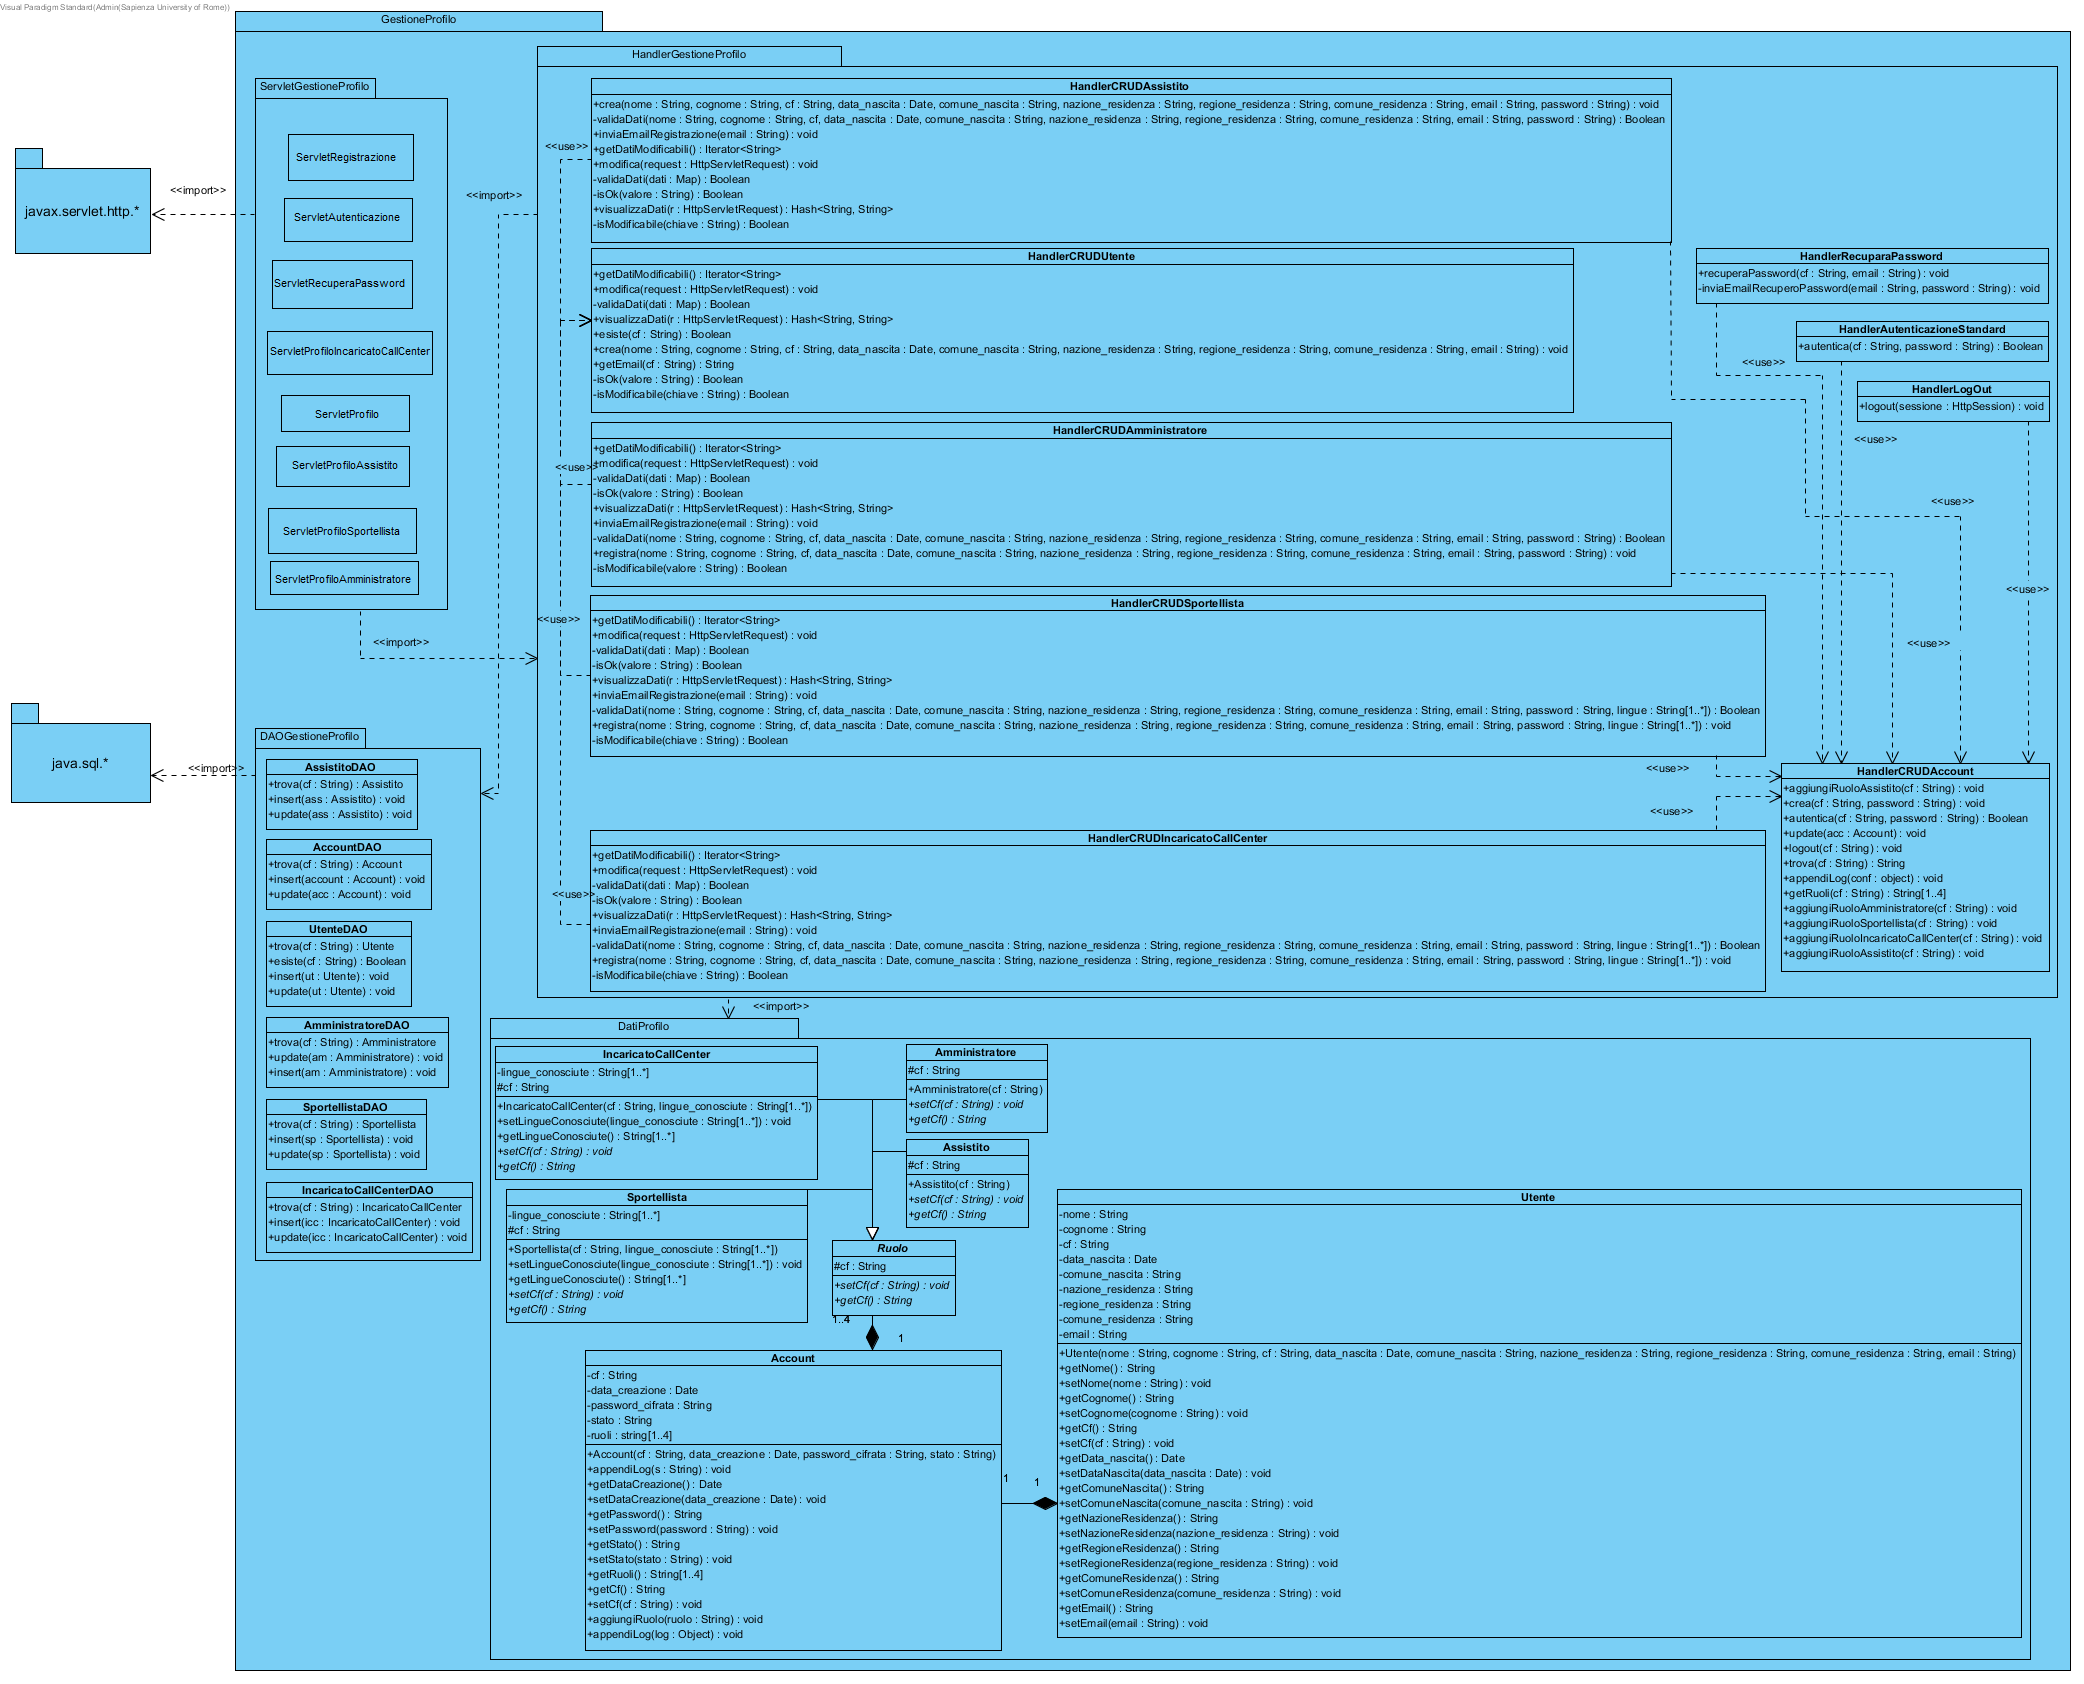 Visual Paradigm Standard(Admin(Sapienza University of Rome))
GestioneProfilo
HandlerGestioneProfilo
ServletGestioneProfilo
ServletRegistrazione
ServletAutenticazione
ServletRecuperaPassword
ServletProfiloIncaricatoCallCenter
ServletProfilo
ServletProfiloAssistito
ServletProfiloSportellista
ServletProfiloAmministratore
javax.servlet.http.*
<<import>>
<<import>>
<<import>>
java.sql.*
<<import>>
<<import>>
HandlerCRUDAssistito
+crea(nome : String, cognome : String, cf : String, data_nascita : Date, comune_nascita : String, nazione_residenza : String, regione_residenza : String, comune_residenza : String, email : String, password : String) : void
-validaDati(nome : String, cognome : String, cf, data_nascita : Date, comune_nascita : String, nazione_residenza : String, regione_residenza : String, comune_residenza : String, email : String, password : String) : Boolean
+inviaEmailRegistrazione(email : String) : void
+getDatiModificabili() : Iterator<String>
+modifica(request : HttpServletRequest) : void
-validaDati(dati : Map) : Boolean
-isOk(valore : String) : Boolean
+visualizzaDati(r : HttpServletRequest) : Hash<String, String>
-isModificabile(chiave : String) : Boolean
<<use>>
HandlerCRUDUtente
+getDatiModificabili() : Iterator<String>
+modifica(request : HttpServletRequest) : void
-validaDati(dati : Map) : Boolean
+visualizzaDati(r : HttpServletRequest) : Hash<String, String>
+esiste(cf : String) : Boolean
+crea(nome : String, cognome : String, cf : String, data_nascita : Date, comune_nascita : String, nazione_residenza : String, regione_residenza : String, comune_residenza : String, email : String) : void
+getEmail(cf : String) : String
-isOk(valore : String) : Boolean
-isModificabile(chiave : String) : Boolean
HandlerCRUDAmministratore
+getDatiModificabili() : Iterator<String>
+modifica(request : HttpServletRequest) : void
-validaDati(dati : Map) : Boolean
-isOk(valore : String) : Boolean
+visualizzaDati(r : HttpServletRequest) : Hash<String, String>
+inviaEmailRegistrazione(email : String) : void
-validaDati(nome : String, cognome : String, cf, data_nascita : Date, comune_nascita : String, nazione_residenza : String, regione_residenza : String, comune_residenza : String, email : String, password : String) : Boolean
+registra(nome : String, cognome : String, cf, data_nascita : Date, comune_nascita : String, nazione_residenza : String, regione_residenza : String, comune_residenza : String, email : String, password : String) : void
-isModificabile(valore : String) : Boolean
<<use>>
HandlerCRUDSportellista
+getDatiModificabili() : Iterator<String>
+modifica(request : HttpServletRequest) : void
-validaDati(dati : Map) : Boolean
-isOk(valore : String) : Boolean
+visualizzaDati(r : HttpServletRequest) : Hash<String, String>
+inviaEmailRegistrazione(email : String) : void
-validaDati(nome : String, cognome : String, cf, data_nascita : Date, comune_nascita : String, nazione_residenza : String, regione_residenza : String, comune_residenza : String, email : String, password : String, lingue : String[1..*]) : Boolean
+registra(nome : String, cognome : String, cf, data_nascita : Date, comune_nascita : String, nazione_residenza : String, regione_residenza : String, comune_residenza : String, email : String, password : String, lingue : String[1..*]) : void
-isModificabile(chiave : String) : Boolean
<<use>>
<<use>>
HandlerCRUDIncaricatoCallCenter
+getDatiModificabili() : Iterator<String>
+modifica(request : HttpServletRequest) : void
-validaDati(dati : Map) : Boolean
-isOk(valore : String) : Boolean
+visualizzaDati(r : HttpServletRequest) : Hash<String, String>
+inviaEmailRegistrazione(email : String) : void
-validaDati(nome : String, cognome : String, cf, data_nascita : Date, comune_nascita : String, nazione_residenza : String, regione_residenza : String, comune_residenza : String, email : String, password : String, lingue : String[1..*]) : Boolean
+registra(nome : String, cognome : String, cf, data_nascita : Date, comune_nascita : String, nazione_residenza : String, regione_residenza : String, comune_residenza : String, email : String, password : String, lingue : String[1..*]) : void
-isModificabile(chiave : String) : Boolean
<<use>>
<<use>>
HandlerRecuparaPassword
+recuperaPassword(cf : String, email : String) : void
-inviaEmailRecuperoPassword(email : String, password : String) : void
<<use>>
HandlerAutenticazioneStandard
+autentica(cf : String, password : String) : Boolean
<<use>>
HandlerLogOut
+logout(sessione : HttpSession) : void
<<use>>
<<use>>
<<use>>
HandlerCRUDAccount
+aggiungiRuoloAssistito(cf : String) : void
+crea(cf : String, password : String) : void
+autentica(cf : String, password : String) : Boolean
+update(acc : Account) : void
+logout(cf : String) : void
+trova(cf : String) : String
+appendiLog(conf : object) : void
+getRuoli(cf : String) : String[1..4]
+aggiungiRuoloAmministratore(cf : String) : void
+aggiungiRuoloSportellista(cf : String) : void
+aggiungiRuoloIncaricatoCallCenter(cf : String) : void
+aggiungiRuoloAssistito(cf : String) : void
DAOGestioneProfilo
AssistitoDAO
+trova(cf : String) : Assistito
+insert(ass : Assistito) : void
+update(ass : Assistito) : void
AccountDAO
+trova(cf : String) : Account
+insert(account : Account) : void
+update(acc : Account) : void
UtenteDAO
+trova(cf : String) : Utente
+esiste(cf : String) : Boolean
+insert(ut : Utente) : void
+update(ut : Utente) : void
AmministratoreDAO
+trova(cf : String) : Amministratore
+update(am : Amministratore) : void
+insert(am : Amministratore) : void
SportellistaDAO
+trova(cf : String) : Sportellista
+insert(sp : Sportellista) : void
+update(sp : Sportellista) : void
IncaricatoCallCenterDAO
+trova(cf : String) : IncaricatoCallCenter
+insert(icc : IncaricatoCallCenter) : void
+update(icc : IncaricatoCallCenter) : void
DatiProfilo
IncaricatoCallCenter
-lingue_conosciute : String[1..*]
#cf : String
+IncaricatoCallCenter(cf : String, lingue_conosciute : String[1..*])
+setLingueConosciute(lingue_conosciute : String[1..*]) : void
+getLingueConosciute() : String[1..*]
+setCf(cf : String) : void
+getCf() : String
Amministratore
#cf : String
+Amministratore(cf : String)
+setCf(cf : String) : void
+getCf() : String
Assistito
#cf : String
+Assistito(cf : String)
+setCf(cf : String) : void
+getCf() : String
Sportellista
-lingue_conosciute : String[1..*]
#cf : String
+Sportellista(cf : String, lingue_conosciute : String[1..*])
+setLingueConosciute(lingue_conosciute : String[1..*]) : void
+getLingueConosciute() : String[1..*]
+setCf(cf : String) : void
+getCf() : String
Ruolo
#cf : String
+setCf(cf : String) : void
+getCf() : String
1..4
1
Account
-cf : String
-data_creazione : Date
-password_cifrata : String
-stato : String
-ruoli : string[1..4]
+Account(cf : String, data_creazione : Date, password_cifrata : String, stato : String)
+appendiLog(s : String) : void
+getDataCreazione() : Date
+setDataCreazione(data_creazione : Date) : void
+getPassword() : String
+setPassword(password : String) : void
+getStato() : String
+setStato(stato : String) : void
+getRuoli() : String[1..4]
+getCf() : String
+setCf(cf : String) : void
+aggiungiRuolo(ruolo : String) : void
+appendiLog(log : Object) : void
1
1
Utente
-nome : String
-cognome : String
-cf : String
-data_nascita : Date
-comune_nascita : String
-nazione_residenza : String
-regione_residenza : String
-comune_residenza : String
-email : String
+Utente(nome : String, cognome : String, cf : String, data_nascita : Date, comune_nascita : String, nazione_residenza : String, regione_residenza : String, comune_residenza : String, email : String)
+getNome() : String
+setNome(nome : String) : void
+getCognome() : String
+setCognome(cognome : String) : void
+getCf() : String
+setCf(cf : String) : void
+getData_nascita() : Date
+setDataNascita(data_nascita : Date) : void
+getComuneNascita() : String
+setComuneNascita(comune_nascita : String) : void
+getNazioneResidenza() : String
+setNazioneResidenza(nazione_residenza : String) : void
+getRegioneResidenza() : String
+setRegioneResidenza(regione_residenza : String) : void
+getComuneResidenza() : String
+setComuneResidenza(comune_residenza : String) : void
+getEmail() : String
+setEmail(email : String) : void